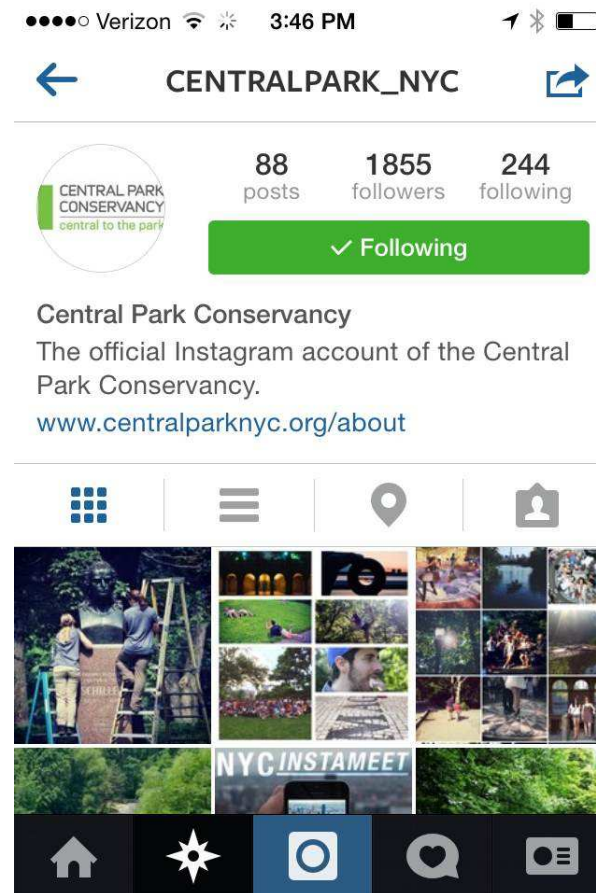 Verizon 3:46 PM
CENTRALPARK_NYC
CENTRAL PARK
CONSERVANCY
central to the park
88 1855 244
posts followers following
✓ Following
Central Park Conservancy
The official Instagram account of the Central
Park Conservancy.
www.centralparknyc.org/about
SCHILLER
NYC INSTAMEET